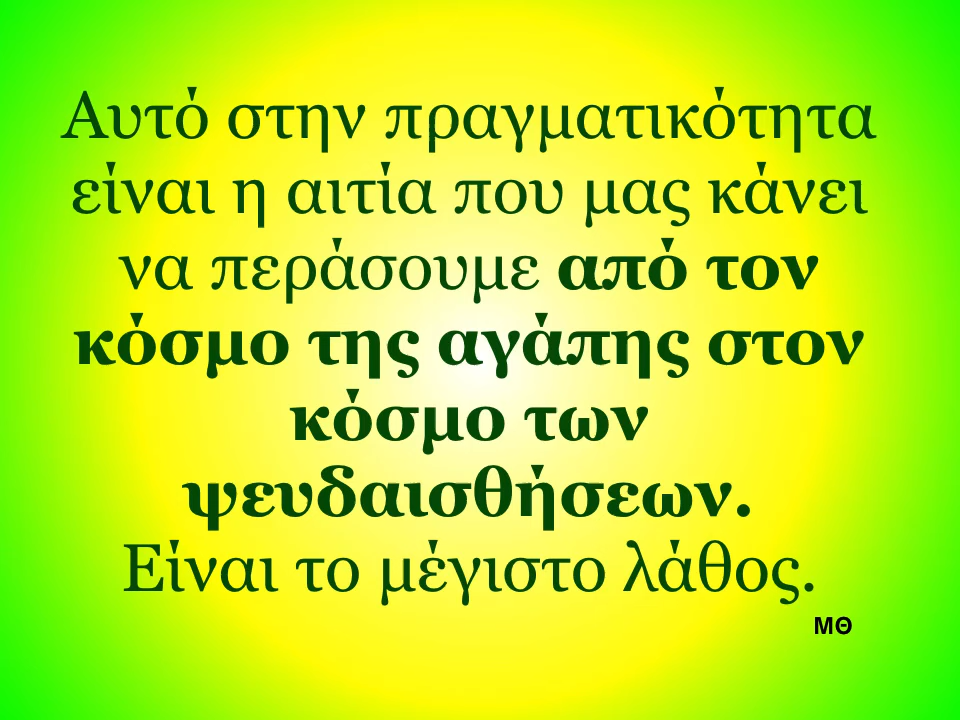 Αυτό στην πραγματικότητα
είναι η αιτία που μας κάνει
να περάσουμε από τον
κόσμο της αγάπης στον
κόσμο των
ψευδαισθήσεων.
Είναι το μέγιστο λάθος.
ΜΘ